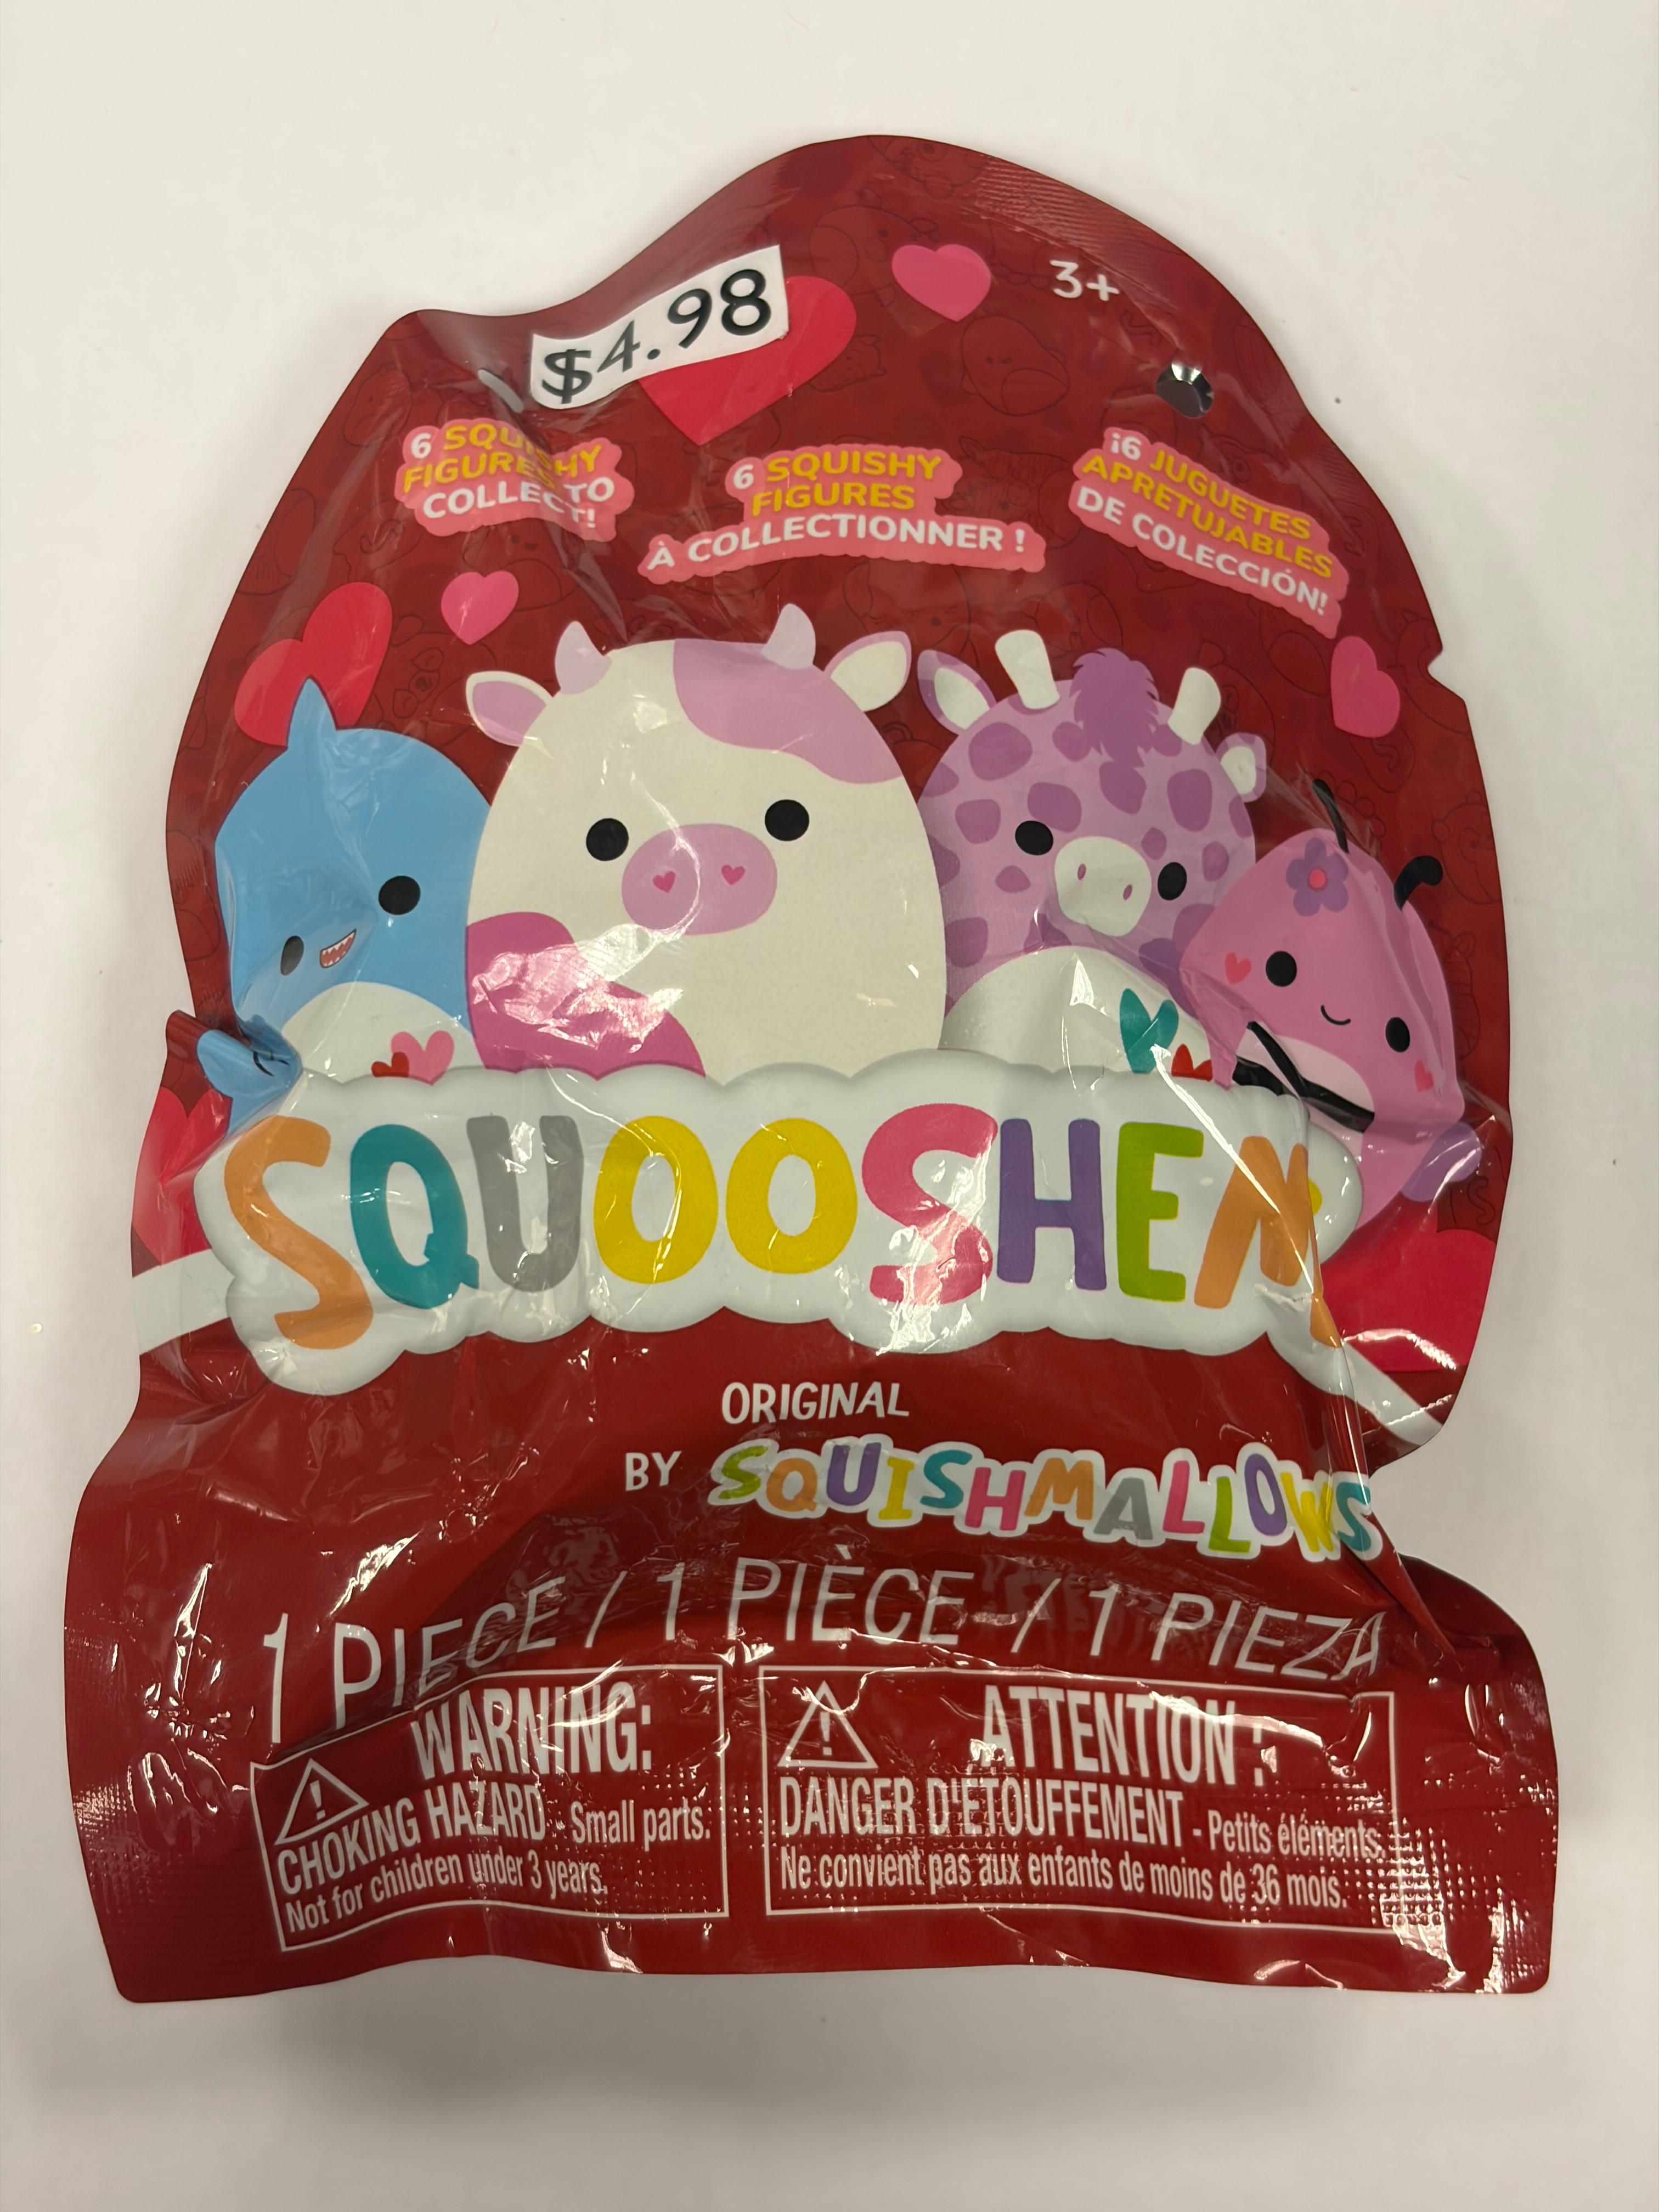 $4.98
3+
6 SQUISHY
FIGURES TO
COLLECT!
6 SQUISHY
FIGURES
À COLLECTIONNER !
¡6 JUGUETES
APRETUJABLES
DE COLECCIÓN!
SQUOOSHEM
ORIGINAL
BY SQUISHMALLOWS
1 PIECE / 1 PIÈCE / 1 PIEZA
WARNING:
CHOKING HAZARD - Small parts.
Not for children under 3 years.
ATTENTION :
DANGER D'ÉTOUFFEMENT - Petits éléments.
Ne convient pas aux enfants de moins de 36 mois.